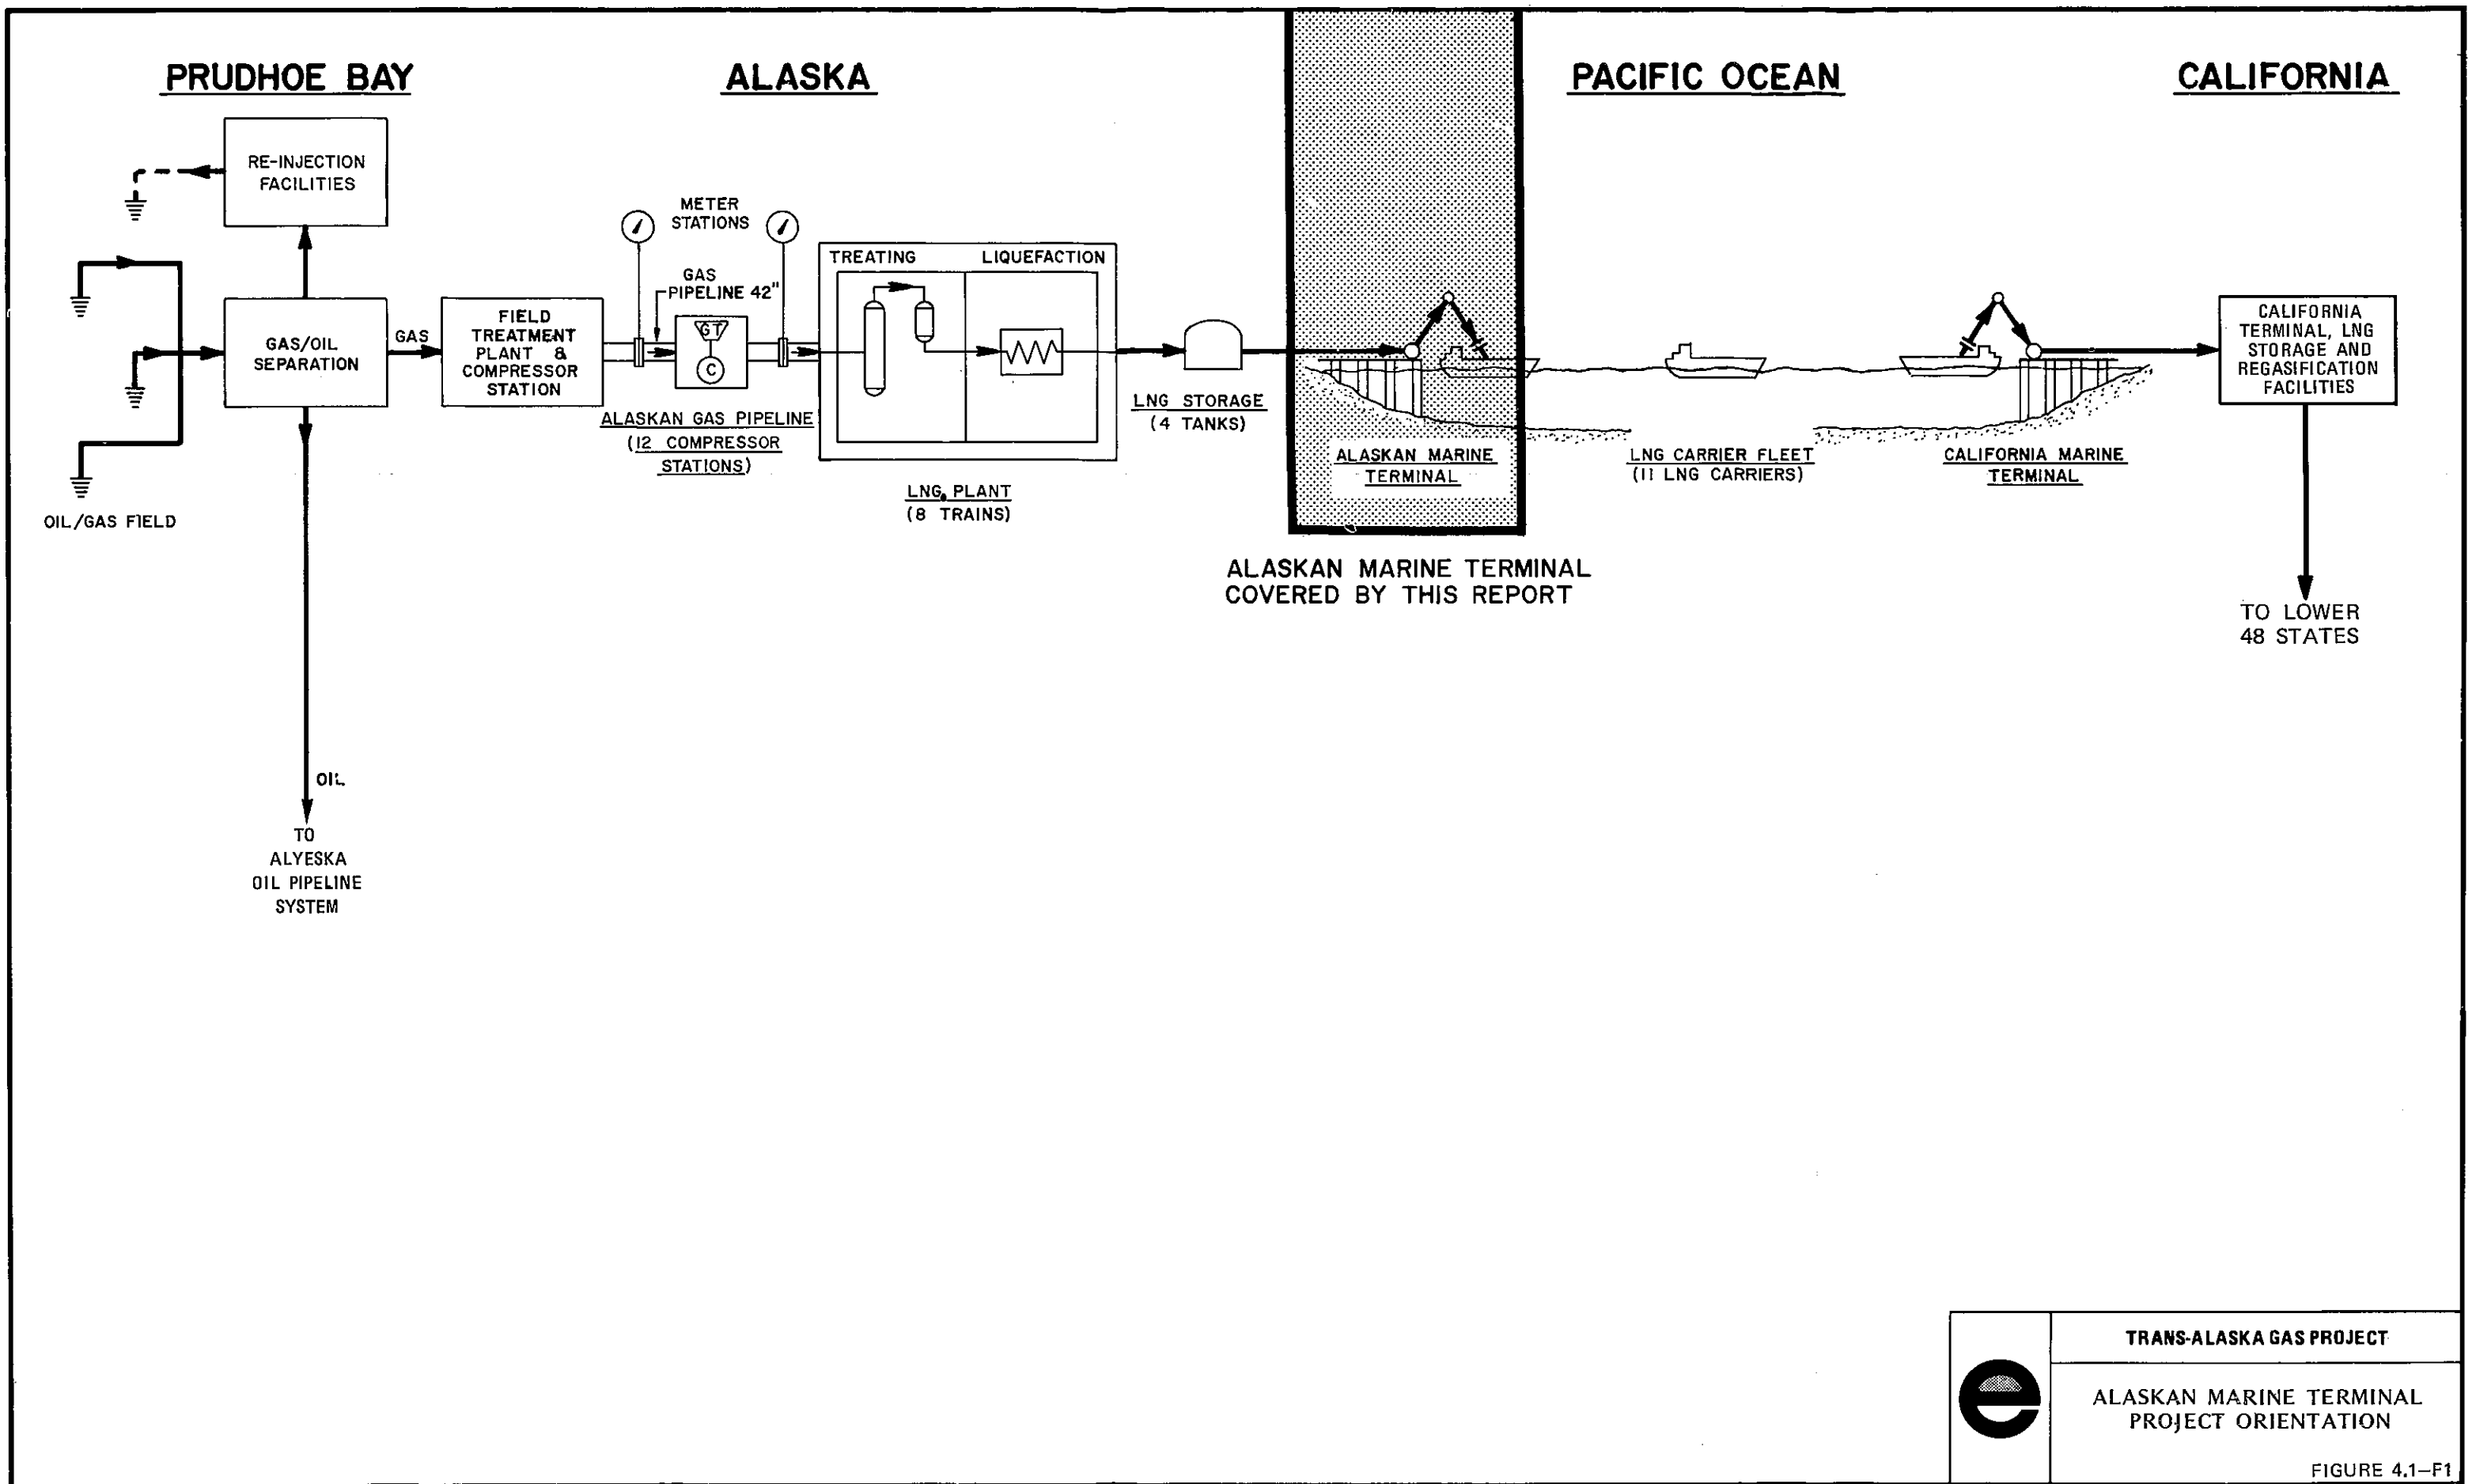 PRUDHOE BAY
ALASKA
PACIFIC OCEAN
CALIFORNIA
RE-INJECTION
FACILITIES
METER
STATIONS
GAS
PIPELINE 42"
GAS/OIL
SEPARATION
GAS
FIELD
TREATMENT
PLANT &
COMPRESSOR
STATION
GT
C
TREATING
LIQUEFACTION
CALIFORNIA
TERMINAL, LNG
STORAGE AND
REGASIFICATION
FACILITIES
ALASKAN GAS PIPELINE
(12 COMPRESSOR
STATIONS)
LNG STORAGE
(4 TANKS)
ALASKAN MARINE
TERMINAL
LNG CARRIER FLEET
(11 LNG CARRIERS)
CALIFORNIA MARINE
TERMINAL
LNG PLANT
(8 TRAINS)
OIL/GAS FIELD
ALASKAN MARINE TERMINAL
COVERED BY THIS REPORT
TO LOWER
48 STATES
OIL
TO
ALYESKA
OIL PIPELINE
SYSTEM
e
TRANS-ALASKA GAS PROJECT
ALASKAN MARINE TERMINAL
PROJECT ORIENTATION
FIGURE 4.1-F1